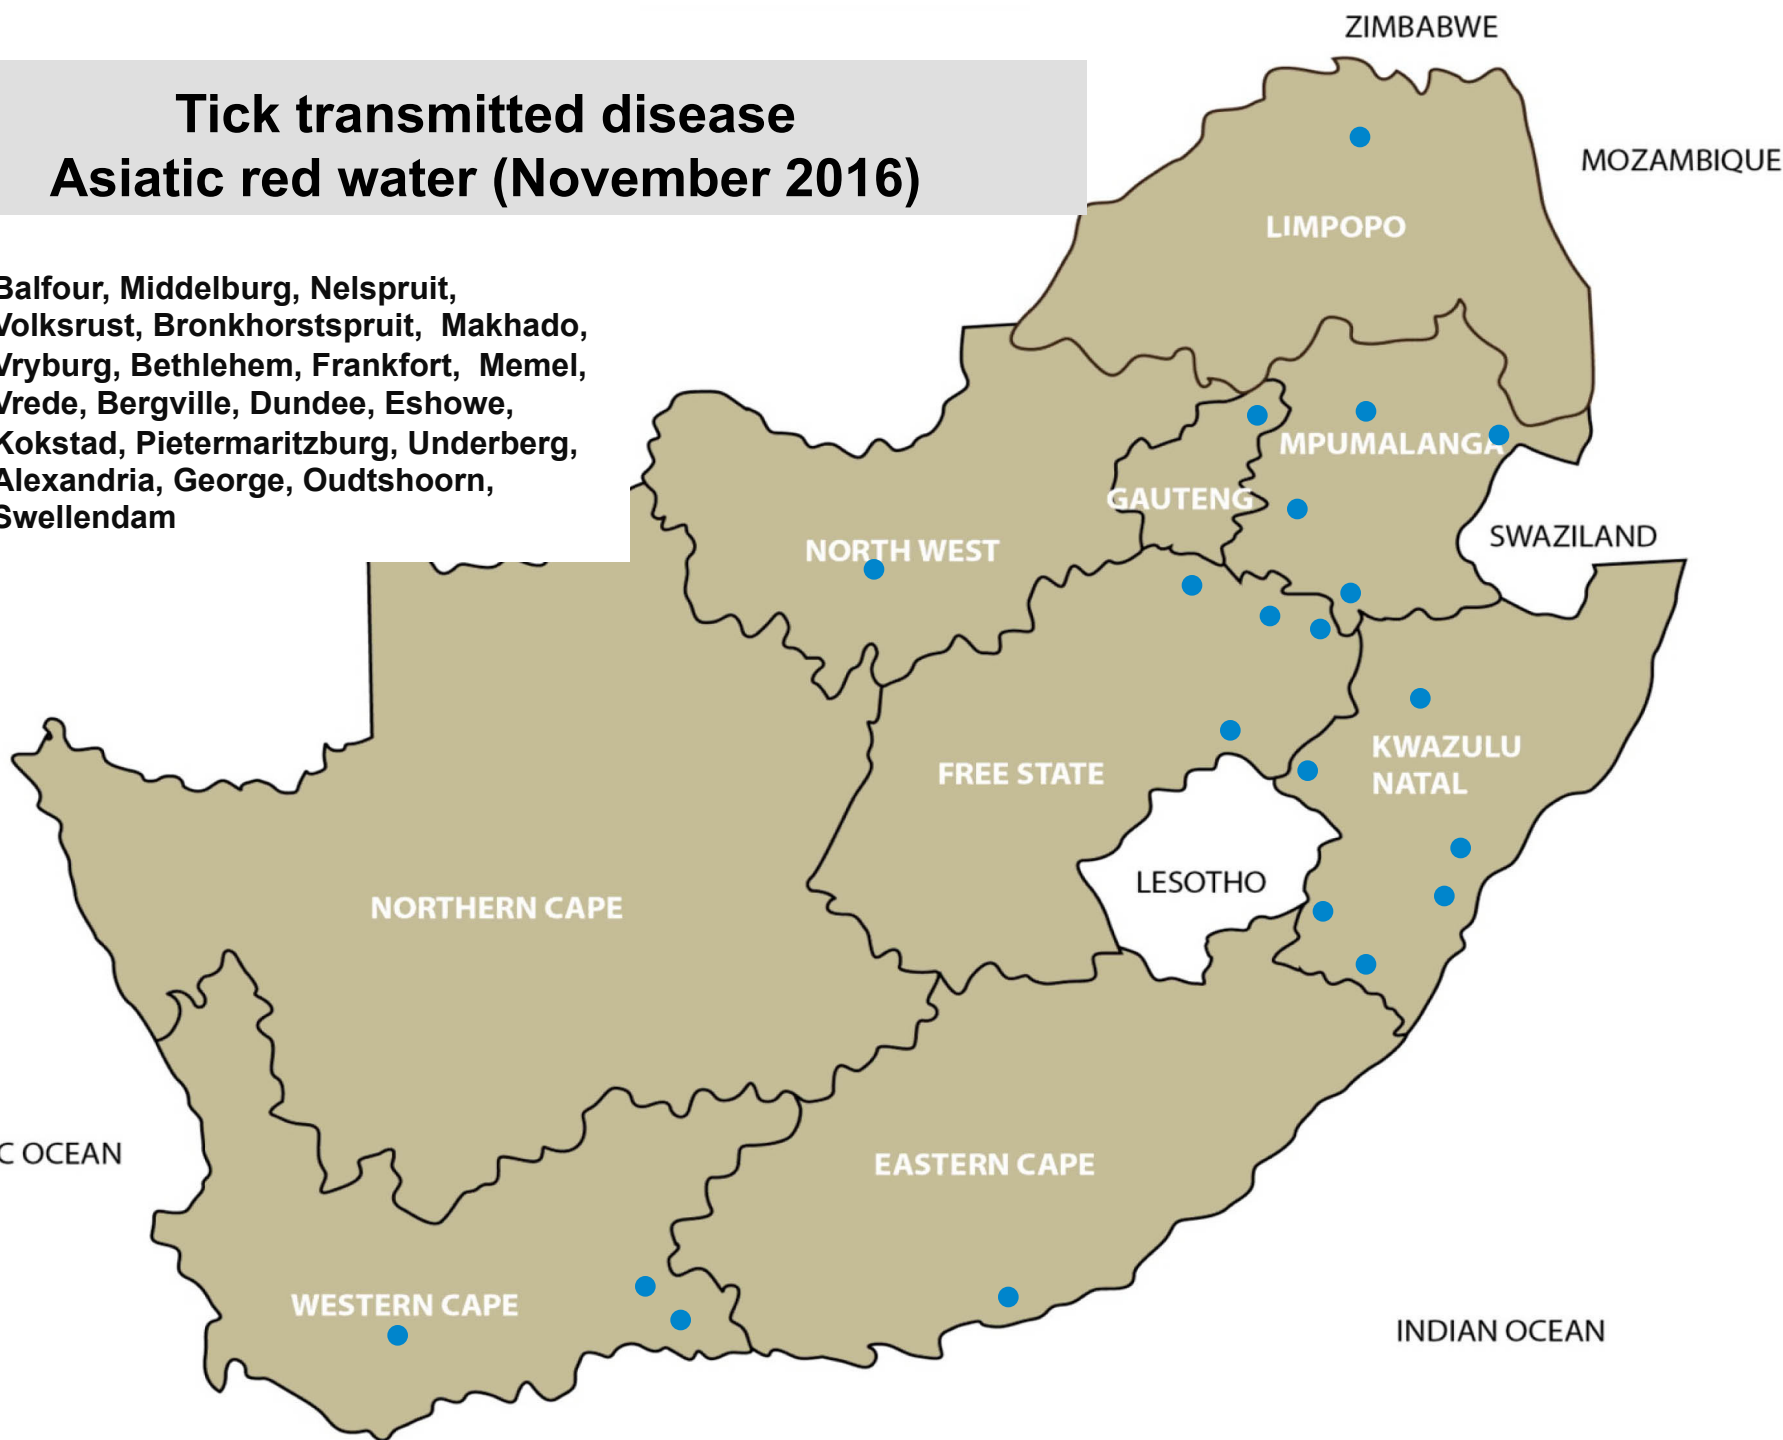 ZIMBABWE
Tick transmitted disease
Asiatic red water (November 2016)
MOZAMBIQUE
LIMPOPO
Balfour, Middelburg, Nelspruit,
Volksrust, Bronkhorstspruit, Makhado,
Vryburg, Bethlehem, Frankfort, Memel,
Vrede, Bergville, Dundee, Eshowe,
Kokstad, Pietermaritzburg, Underberg,
Alexandria, George, Oudtshoorn,
Swellendam
MPUMALANGA
GAUTENG
SWAZILAND
NORTH WEST
KWAZULU
NATAL
FREE STATE
LESOTHO
NORTHERN CAPE
C OCEAN
EASTERN CAPE
WESTERN CAPE
INDIAN OCEAN